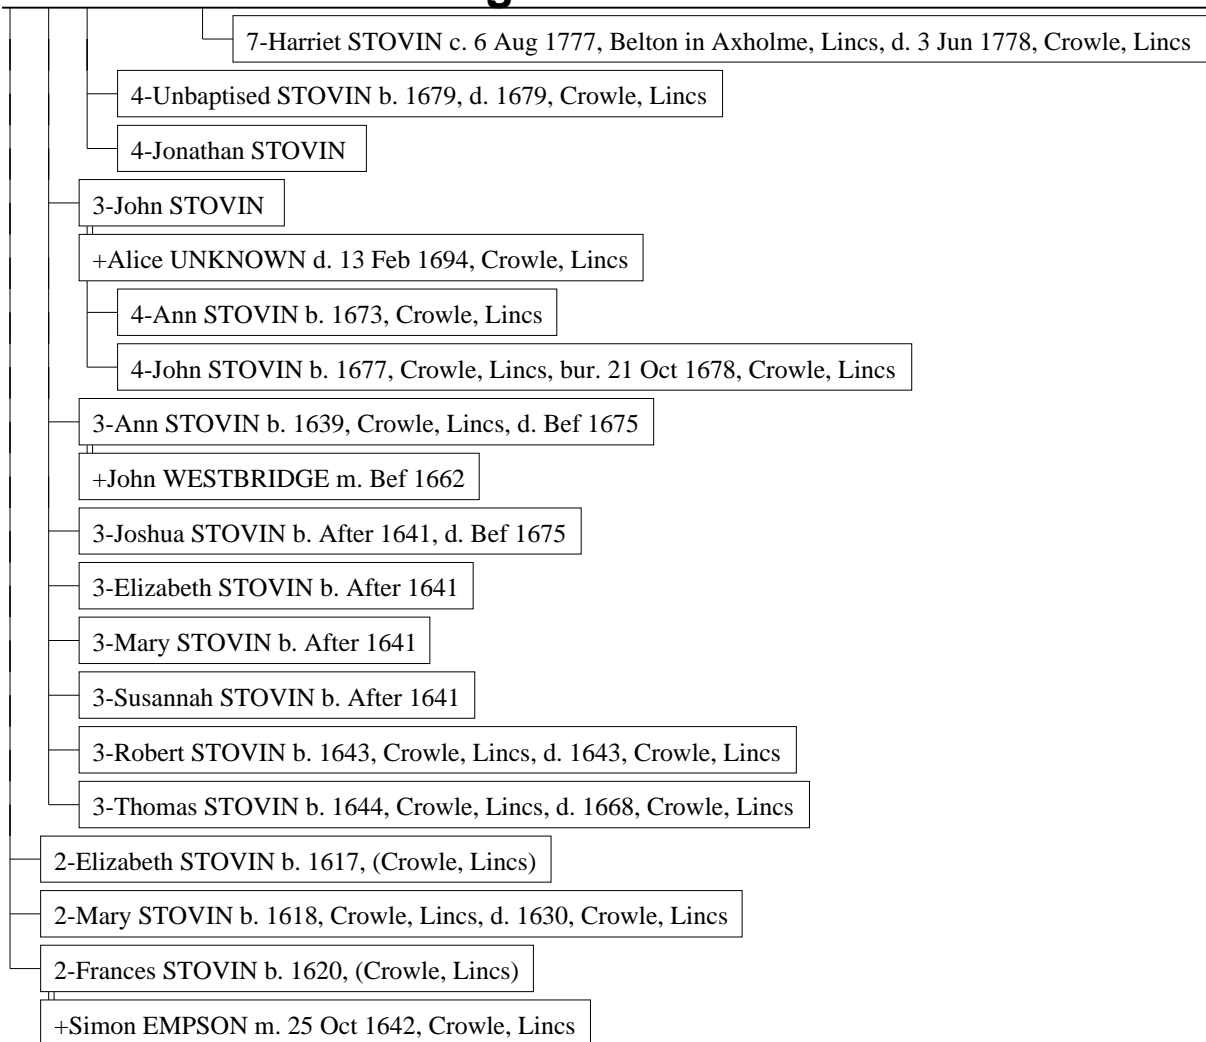 7-Harriet STOVIN c. 6 Aug 1777, Belton in Axholme, Lincs, d. 3 Jun 1778, Crowle, Lincs
4-Unbaptised STOVIN b. 1679, d. 1679, Crowle, Lincs
4-Jonathan STOVIN
3-John STOVIN
+Alice UNKNOWN d. 13 Feb 1694, Crowle, Lincs
4-Ann STOVIN b. 1673, Crowle, Lincs
4-John STOVIN b. 1677, Crowle, Lincs, bur. 21 Oct 1678, Crowle, Lincs
3-Ann STOVIN b. 1639, Crowle, Lincs, d. Bef 1675
+John WESTBRIDGE m. Bef 1662
3-Joshua STOVIN b. After 1641, d. Bef 1675
3-Elizabeth STOVIN b. After 1641
3-Mary STOVIN b. After 1641
3-Susannah STOVIN b. After 1641
3-Robert STOVIN b. 1643, Crowle, Lincs, d. 1643, Crowle, Lincs
3-Thomas STOVIN b. 1644, Crowle, Lincs, d. 1668, Crowle, Lincs
2-Elizabeth STOVIN b. 1617, (Crowle, Lincs)
2-Mary STOVIN b. 1618, Crowle, Lincs, d. 1630, Crowle, Lincs
2-Frances STOVIN b. 1620, (Crowle, Lincs)
+Simon EMPSON m. 25 Oct 1642, Crowle, Lincs